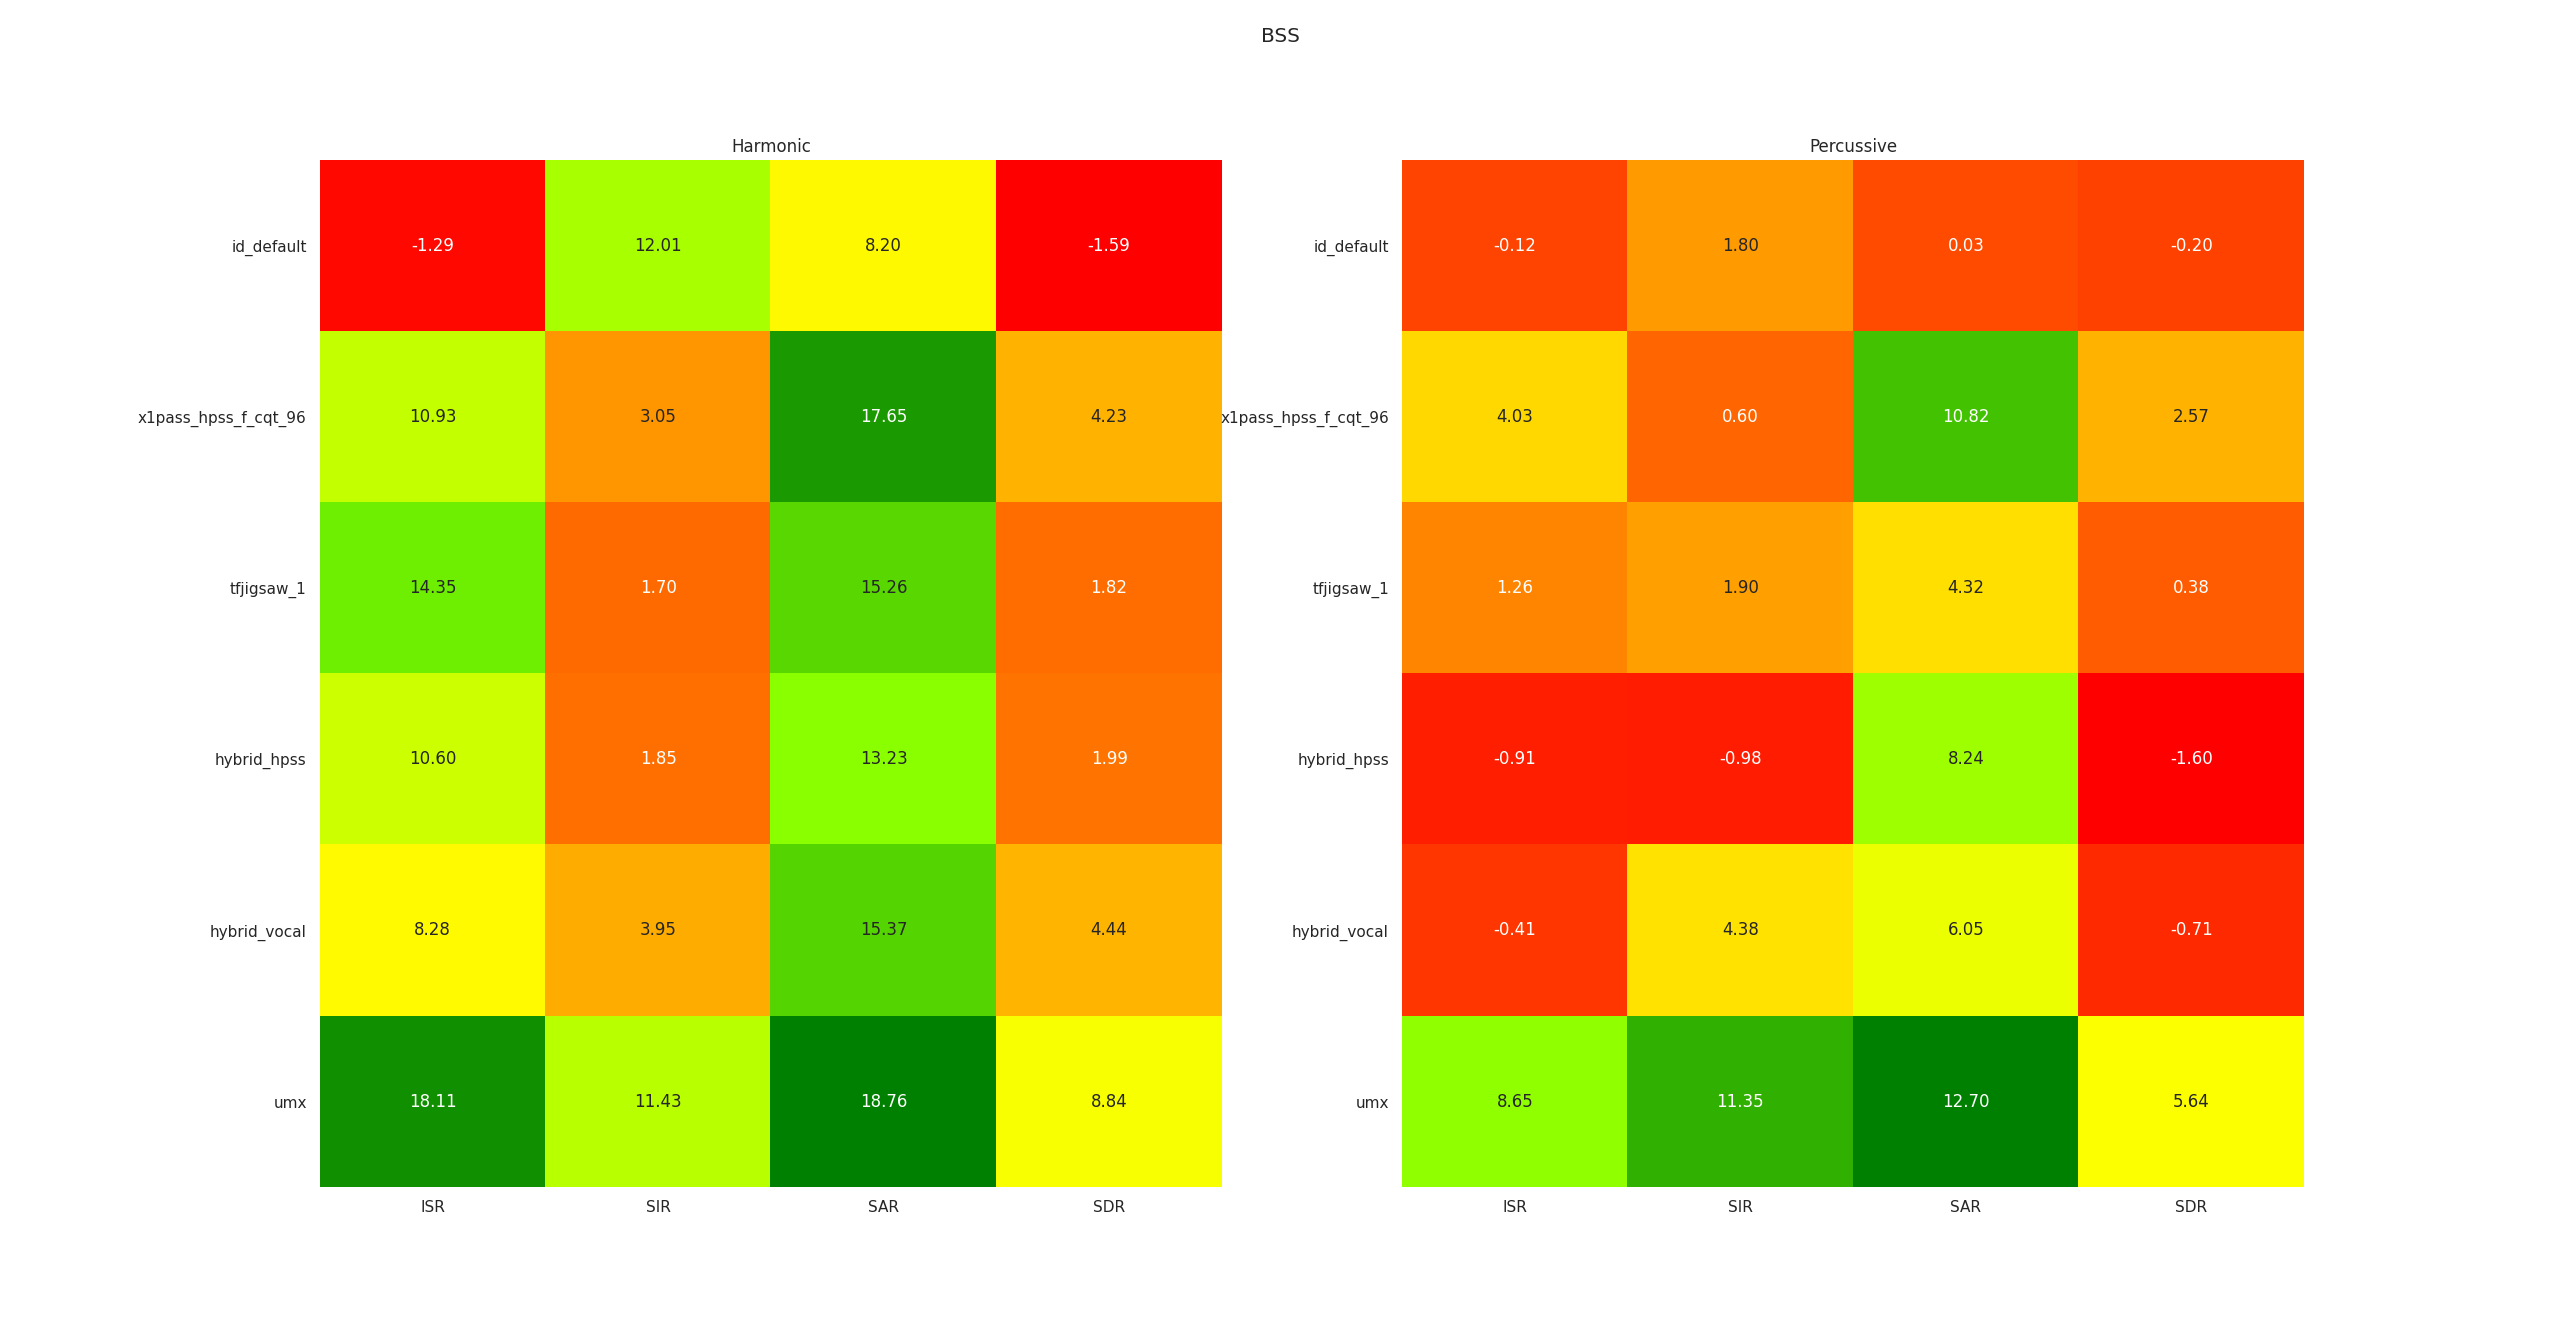 BSS
Harmonic
id_default -1.29 12.01 8.20 -1.59
x1pass_hpss_f_cqt_96 10.93 3.05 17.65 4.23
tfjigsaw_1 14.35 1.70 15.26 1.82
hybrid_hpss 10.60 1.85 13.23 1.99
hybrid_vocal 8.28 3.95 15.37 4.44
umx 18.11 11.43 18.76 8.84
ISR SIR SAR SDR
Percussive
id_default -0.12 1.80 0.03 -0.20
x1pass_hpss_f_cqt_96 4.03 0.60 10.82 2.57
tfjigsaw_1 1.26 1.90 4.32 0.38
hybrid_hpss -0.91 -0.98 8.24 -1.60
hybrid_vocal -0.41 4.38 6.05 -0.71
umx 8.65 11.35 12.70 5.64
ISR SIR SAR SDR